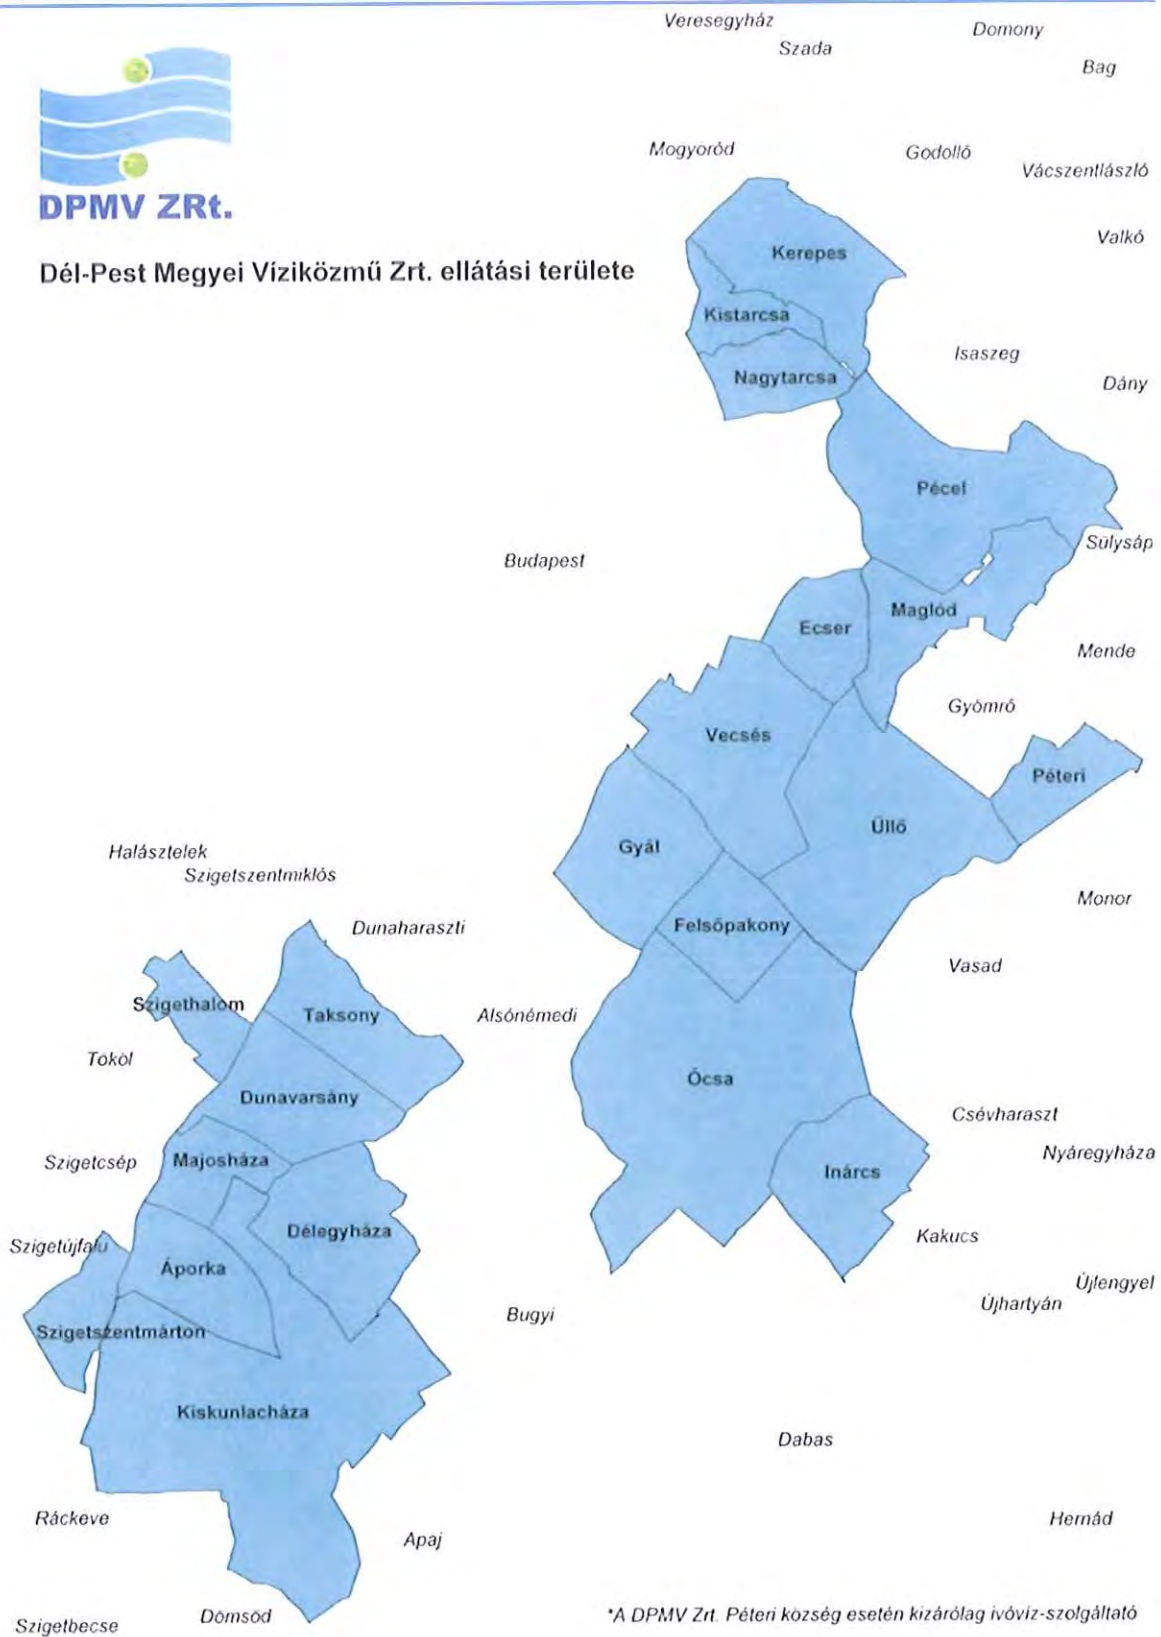 Veresegyház
Szada
Domony
Bag
DPMV ZRt.
Mogyoród
Gödöllő
Vácszentlászló
Valkó
Dél-Pest Megyei Víziközmű Zrt. ellátási területe
Kerepes
Kistarcsa
Nagytarcsa
Isaszeg
Dány
Pécel
Budapest
Sülysáp
Ecser
Maglód
Mende
Gyömrő
Vecsés
Péteri
Üllő
Gyál
Halásztelek
Szigetszentmiklós
Monor
Dunaharaszti
Felsőpakony
Vasad
Szigethalom
Taksony
Alsónémedi
Tököl
Ócsa
Dunavarsány
Csévharaszt
Nyáregyháza
Szigetcsép
Majosháza
Inárcs
Délegyháza
Kakucs
Szigetújfalu
Áporka
Újlengyel
Újhartyán
Bugyi
Szigetszentmárton
Kiskunlacháza
Dabas
Ráckeve
Hernád
Apaj
Dömsöd
Szigetbecse
*A DPMV Zrt. Péteri község esetén kizárólag ivóvíz-szolgáltató